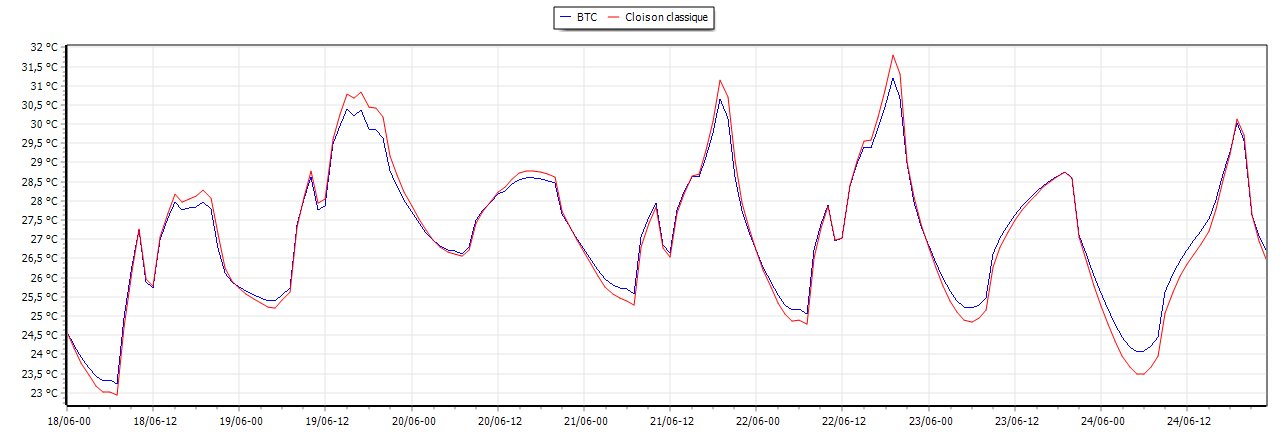 BTC Cloison classique
32 °C
31,5 °C
31 °C
30,5 °C
30 °C
29,5 °C
29 °C
28,5 °C
28 °C
27,5 °C
27 °C
26,5 °C
26 °C
25,5 °C
25 °C
24,5 °C
24 °C
23,5 °C
23 °C
18/06-00 18/06-12 19/06-00 19/06-12 20/06-00 20/06-12 21/06-00 21/06-12 22/06-00 22/06-12 23/06-00 23/06-12 24/06-00 24/06-12